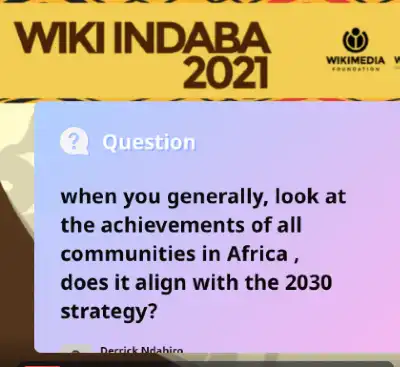 WIKI INDABA
2021
WIKIMEDIA
FOUNDATION
Question
when you generally, look at
the achievements of all
communities in Africa ,
does it align with the 2030
strategy?
Derrick Ndahiro